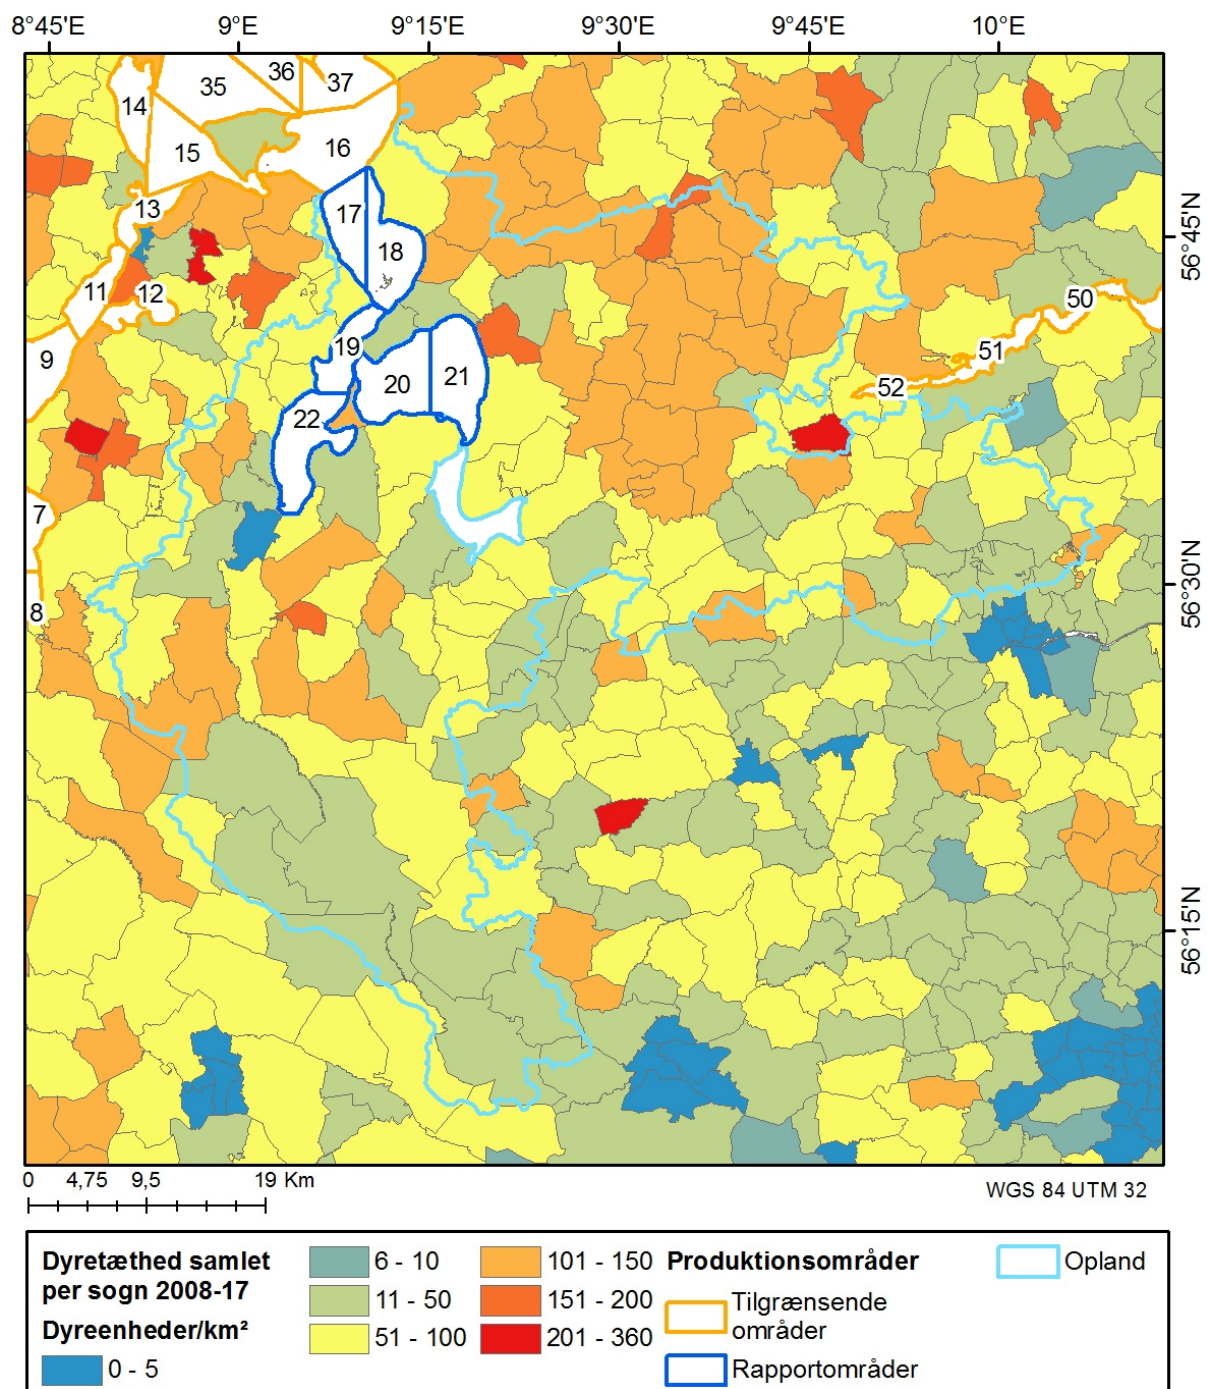 8°45'E 9°E 9°15'E 9°30'E 9°45'E 10°E
36
35 37
14
15 16
13 17
56°45'N
18
11 12 50
19 51
9 20 21 52
22
7
56°30'N
8
56°15'N
0 4,75 9,5 19 Km
WGS 84 UTM 32
Dyretæthed samlet
per sogn 2008-17
Dyreenheder/km²
0 - 5
6 - 10
11 - 50
51 - 100
101 - 150
151 - 200
201 - 360
Produktionsområder
Tilgrænsende
områder
Rapportområder
Opland